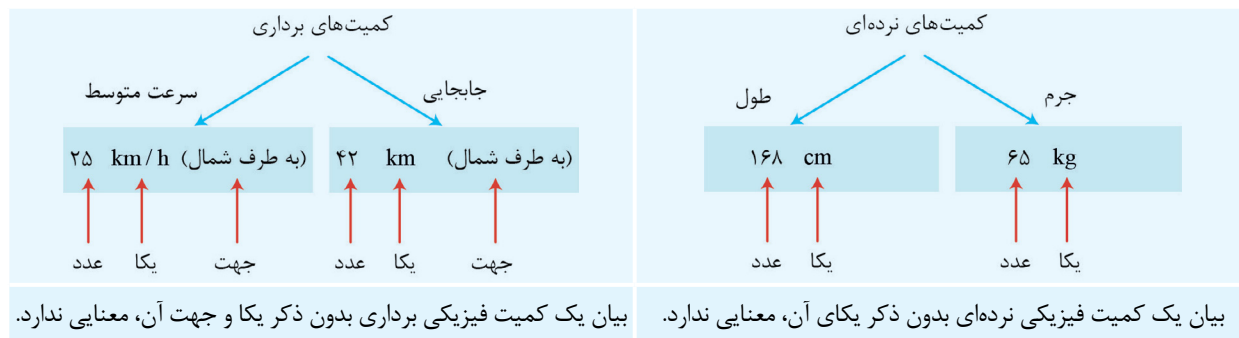 کمیت‌های نرده‌ای
جرم
طول
۶۵ kg
۱۶۸ cm
عدد یکا
عدد یکا
بیان یک کمیت فیزیکی نرده‌ای بدون ذکر یکای آن، معنایی ندارد.
کمیت‌های برداری
جابجایی
سرعت متوسط
۴۲ km (به طرف شمال)
۲۵ km/h (به طرف شمال)
عدد یکا جهت
عدد یکا جهت
بیان یک کمیت فیزیکی برداری بدون ذکر یکا و جهت آن، معنایی ندارد.